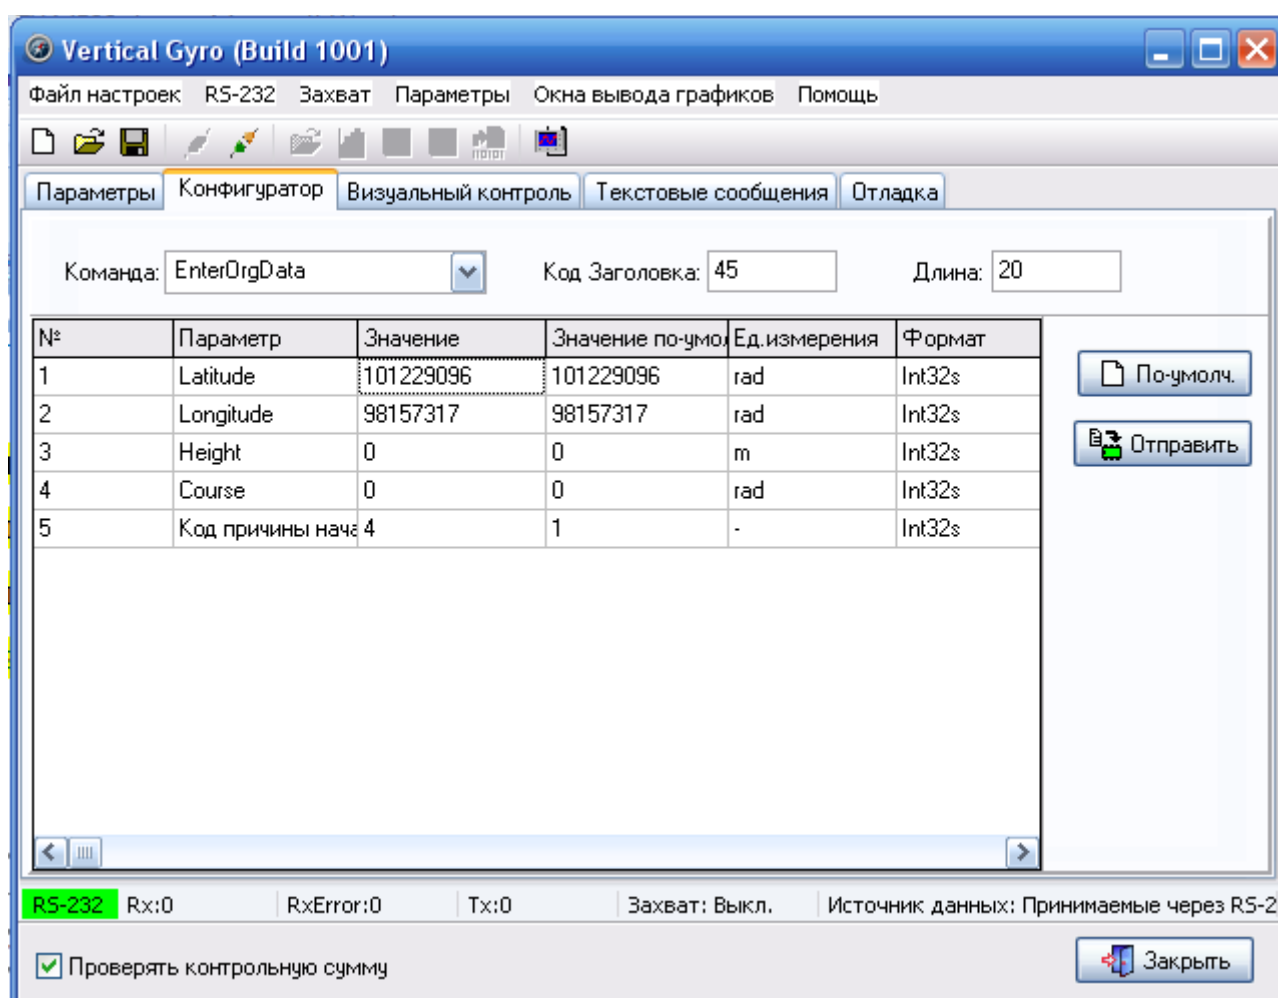 Vertical Gyro (Build 1001)
Файл настроек RS-232 Захват Параметры Окна вывода графиков Помощь
Параметры Конфигуратор Визуальный контроль Текстовые сообщения Отладка
Команда: EnterOrgData Код Заголовка: 45 Длина: 20
№ Параметр Значение Значение по-умол Ед.измерения Формат
1 Latitude 101229096 101229096 rad Int32s
2 Longitude 98157317 98157317 rad Int32s
3 Height 0 0 m Int32s
4 Course 0 0 rad Int32s
5 Код причины нача 4 1 - Int32s
По-умолч.
Отправить
RS-232 Rx:0 RxError:0 Tx:0 Захват: Выкл. Источник данных: Принимаемые через RS-2
Проверять контрольную сумму
Закрыть